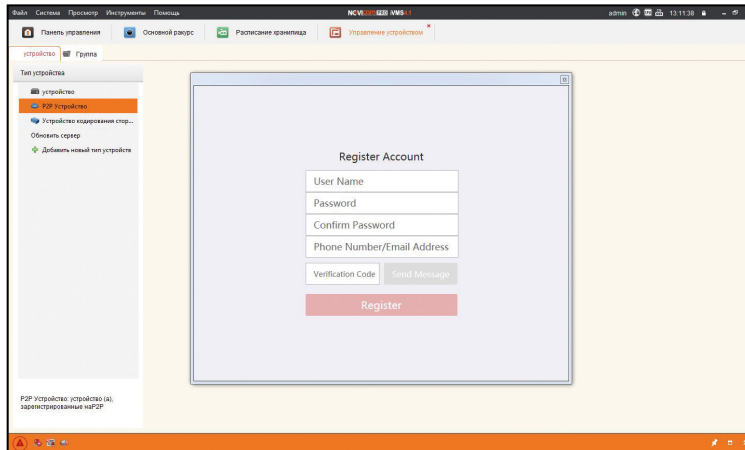 Файл Система Просмотр Инструменты Помощь
admin 13:11:38
Панель управления Основной ракурс Расписание хранилища Управление устройством
устройство Группа
Тип устройства
устройство
P2P Устройство
Устройство кодирования стор...
Обновить сервер
Добавить новый тип устройств
Register Account
User Name
Password
Confirm Password
Phone Number/Email Address
Verification Code Send Message
Register
P2P Устройство: устройство (а),
зарегистрированные наP2P